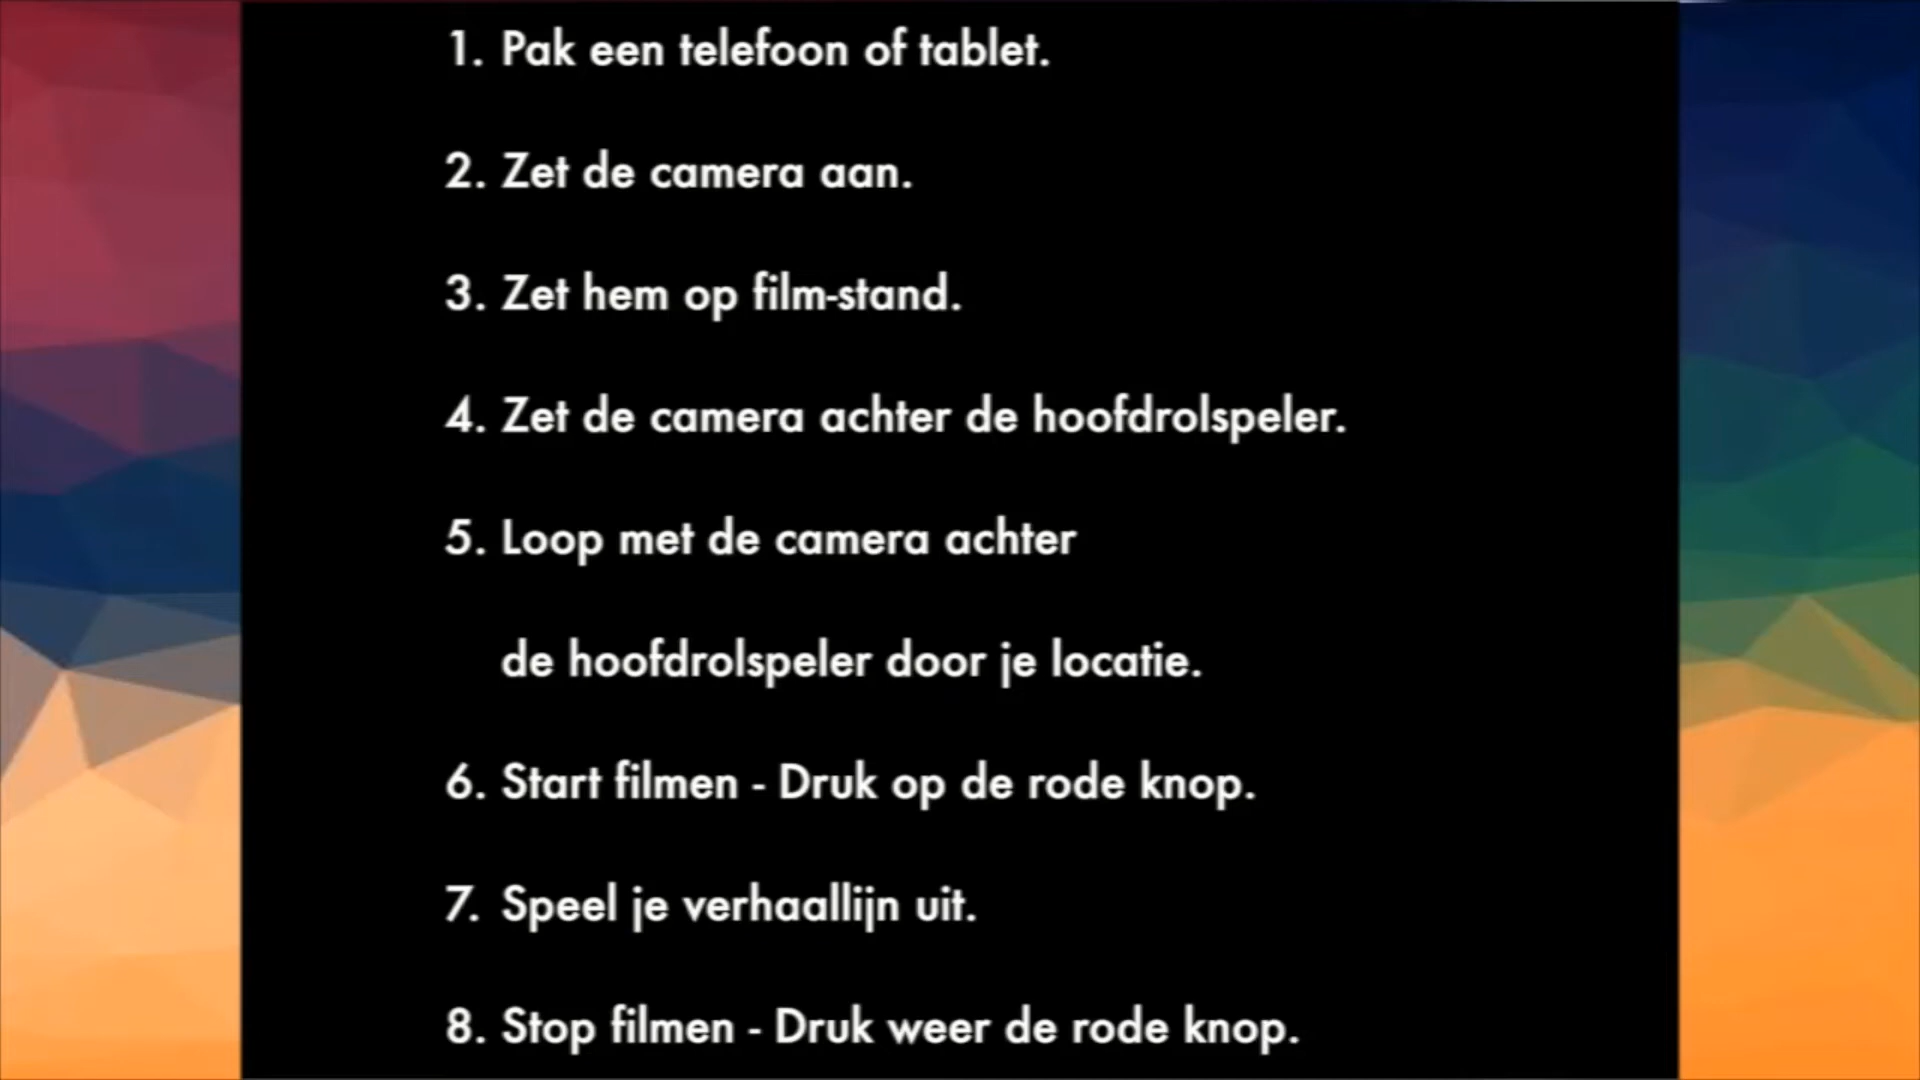 1. Pak een telefoon of tablet.
2. Zet de camera aan.
3. Zet hem op film-stand.
4. Zet de camera achter de hoofdrolspeler.
5. Loop met de camera achter
de hoofdrolspeler door je locatie.
6. Start filmen - Druk op de rode knop.
7. Speel je verhaallijn uit.
8. Stop filmen - Druk weer de rode knop.